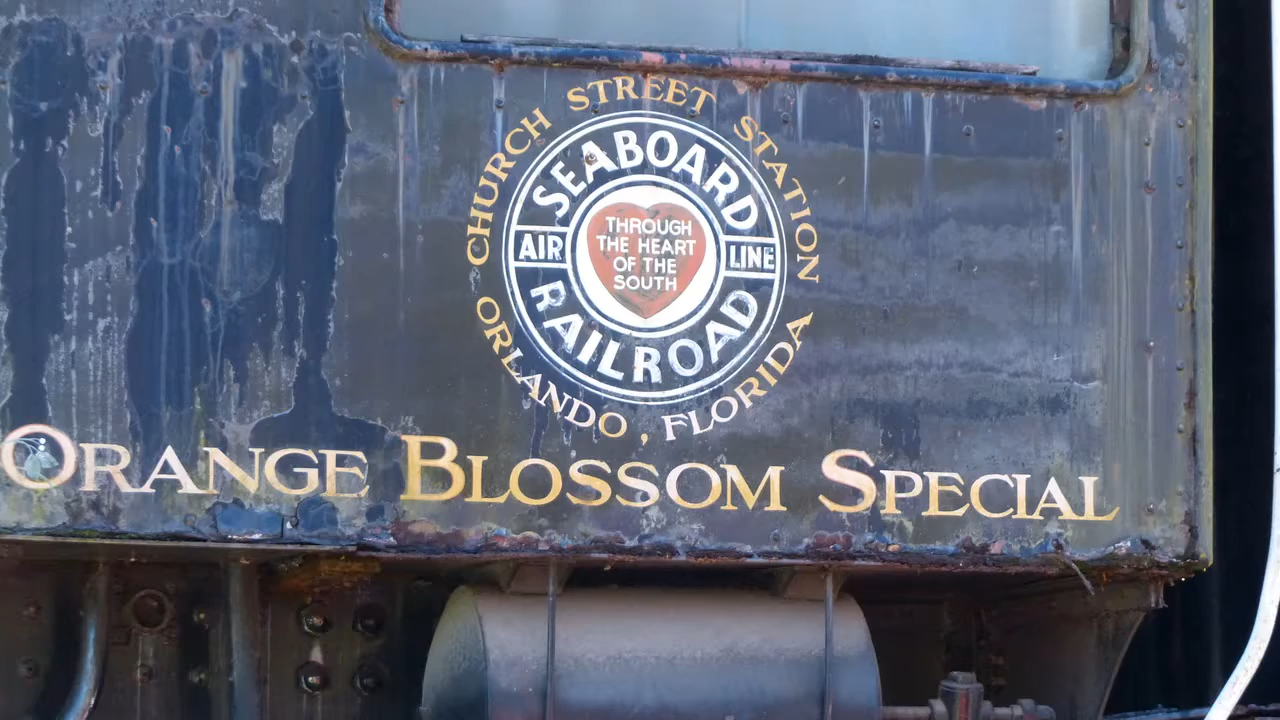 CHURCH STREET STATION
SEABOARD
AIR LINE
THROUGH
THE HEART
OF THE
SOUTH
RAILROAD
ORLANDO, FLORIDA
ORANGE BLOSSOM SPECIAL